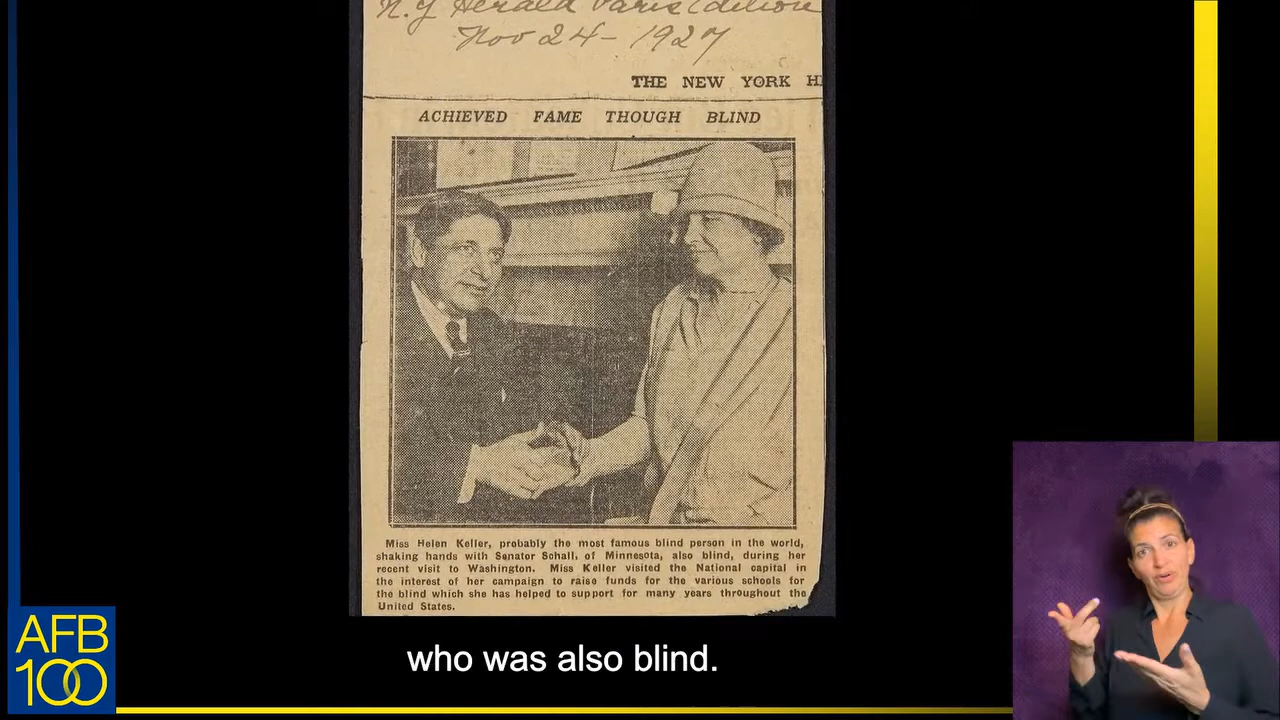 N.Y Herald Paris Edition
Nov 24 - 1927
THE NEW YORK H
ACHIEVED FAME THOUGH BLIND
Miss Helen Keller, probably the most famous blind person in the world,
shaking hands with Senator Schall, of Minnesota, also blind, during her
recent visit to Washington. Miss Keller visited the National capital in
the interest of her campaign to raise funds for the various schools for
the blind which she has helped to support for many years throughout the
United States.
who was also blind.
AFB
100